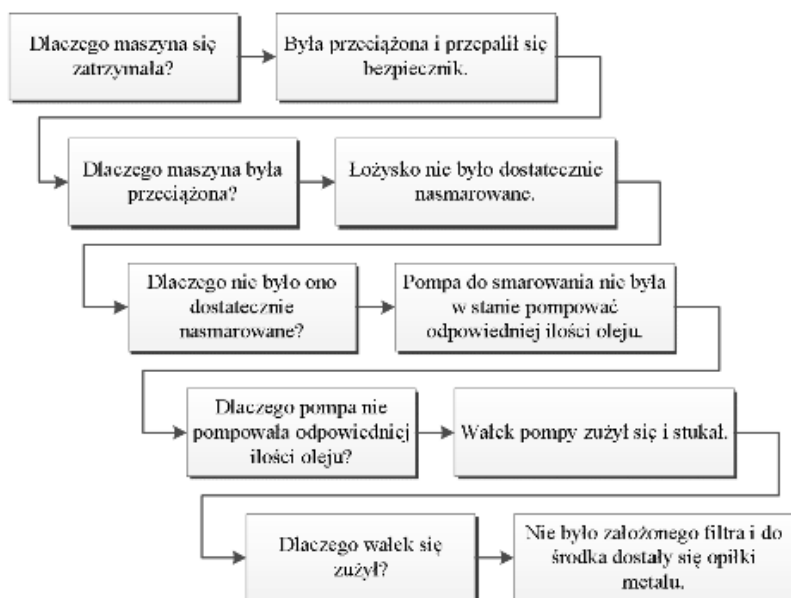 Dlaczego maszyna się
zatrzymała?
Była przeciążona i przepalił się
bezpiecznik.
Dlaczego maszyna była
przeciążona?
Łożysko nie było dostatecznie
nasmarowane.
Dlaczego nie było ono
dostatecznie
nasmarowane?
Pompa do smarowania nie była
w stanie pompować
odpowiedniej ilości oleju.
Dlaczego pompa nie
pompowała odpowiedniej
ilości oleju?
Wałek pompy zużył się i stukał.
Dlaczego wałek się
zużył?
Nie było założonego filtra i do
środka dostały się opiłki
metalu.